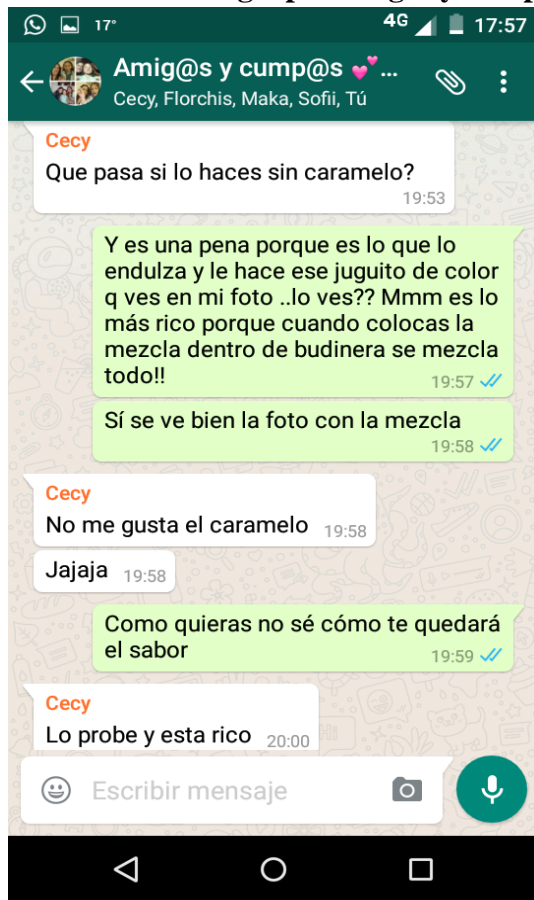 17°
4G
17:57
Amig@s y cump@s 💕...
Cecy, Florchis, Maka, Sofii, Tú
Cecy
Que pasa si lo haces sin caramelo?
19:53
Y es una pena porque es lo que lo
endulza y le hace ese juguito de color
q ves en mi foto ..lo ves?? Mmm es lo
más rico porque cuando colocas la
mezcla dentro de budinera se mezcla
todo!!
19:57
Sí se ve bien la foto con la mezcla
19:58
Cecy
No me gusta el caramelo 19:58
Jajaja 19:58
Como quieras no sé cómo te quedará
el sabor
19:59
Cecy
Lo probe y esta rico 20:00
Escribir mensaje